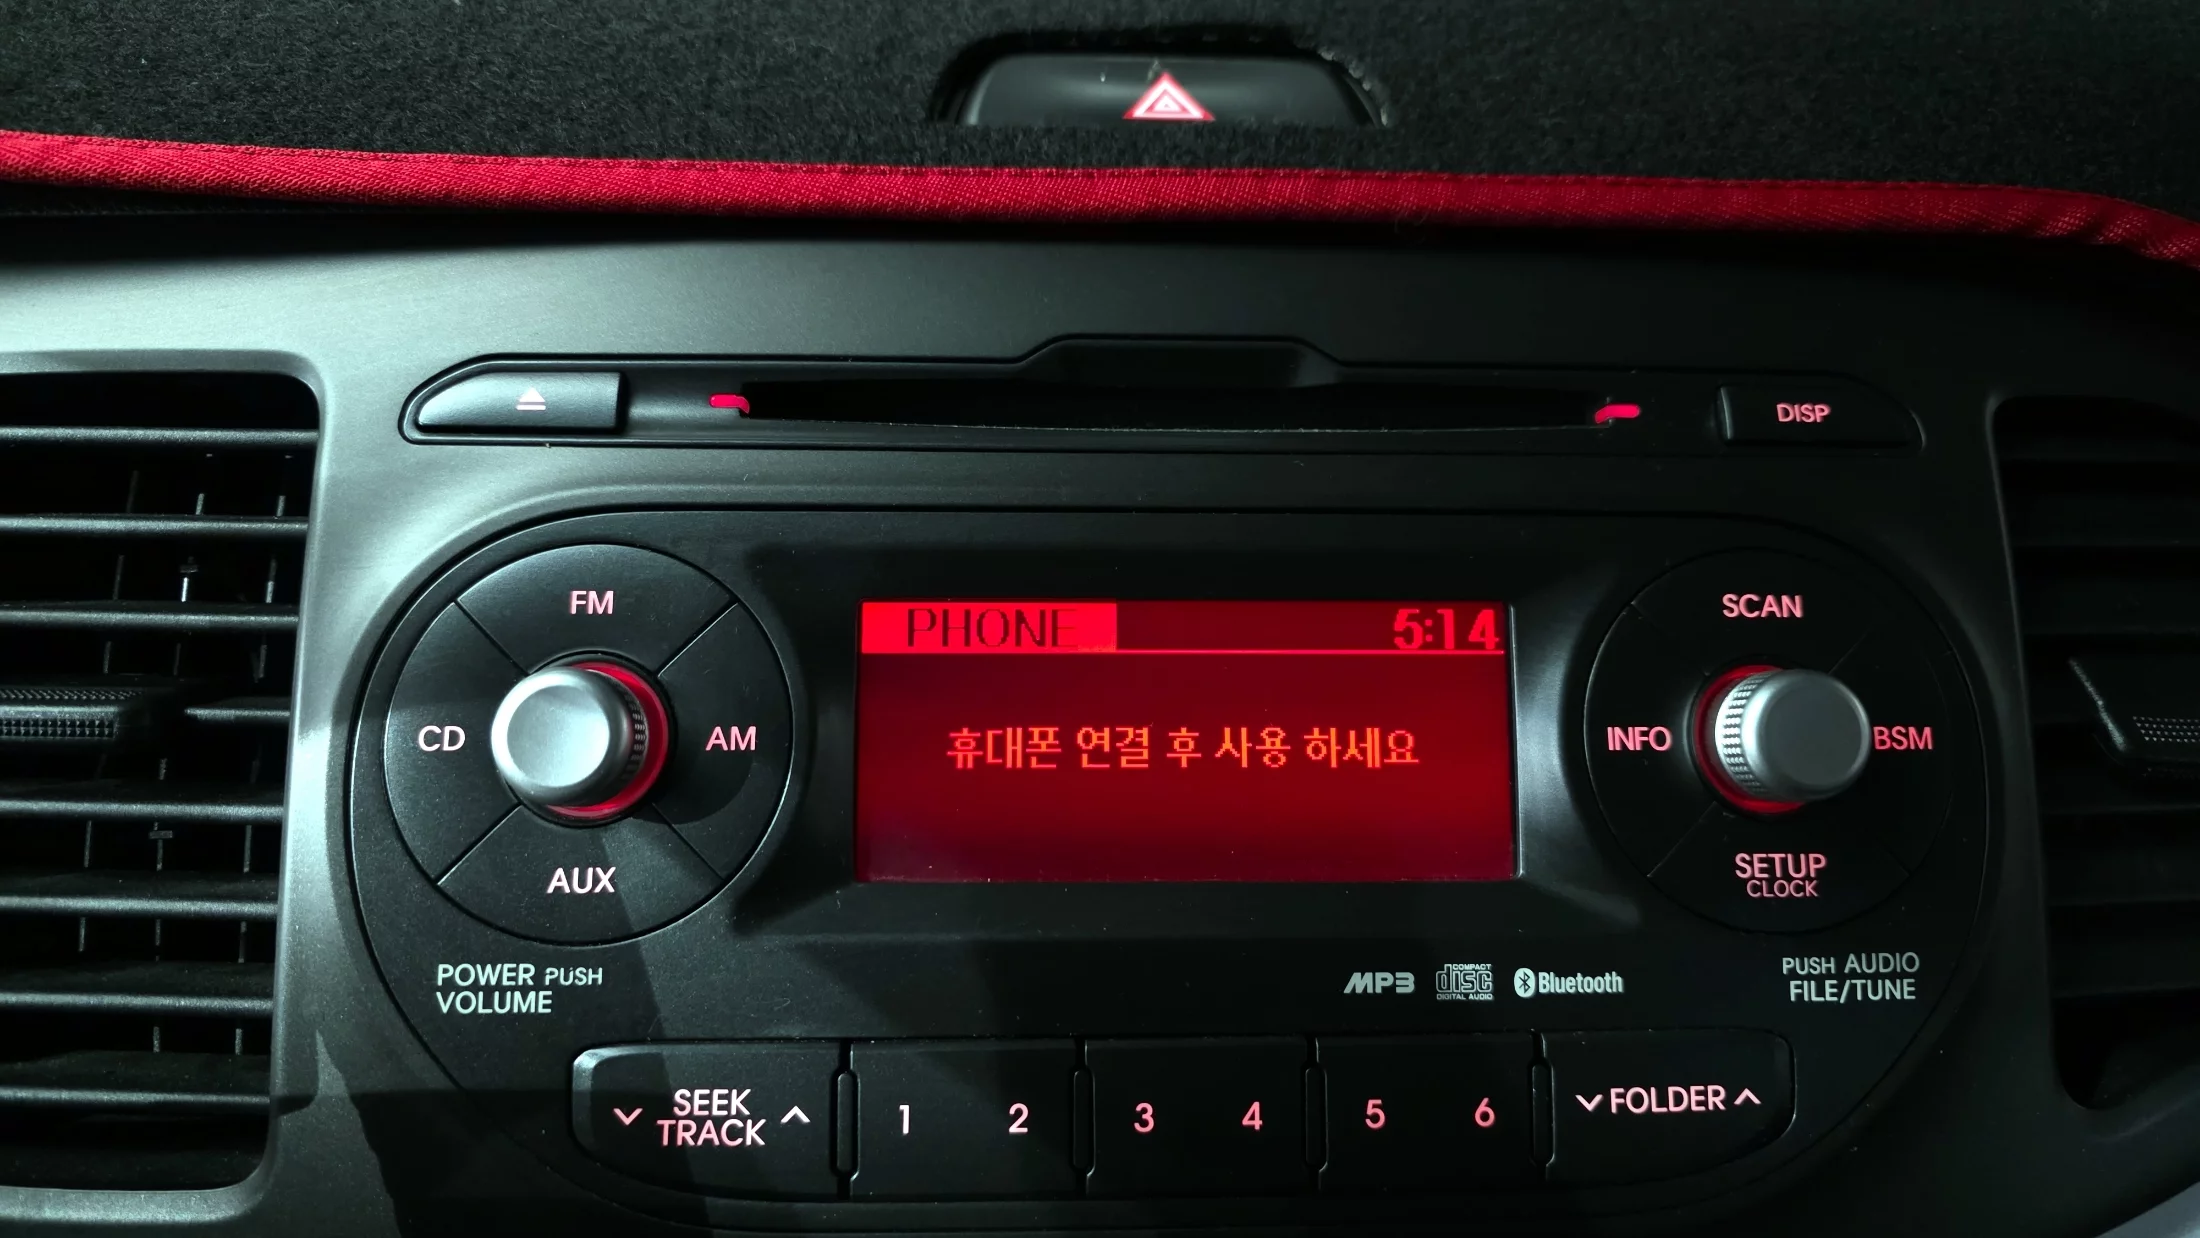 DISP
FM
CD
AM
AUX
POWER PUSH
VOLUME
PHONE 5:14
휴대폰 연결 후 사용 하세요
SCAN
INFO
BSM
SETUP
CLOCK
MP3
COMPACT
disc
DIGITAL AUDIO
Bluetooth
PUSH AUDIO
FILE/TUNE
SEEK
TRACK
1 2 3 4 5 6
FOLDER